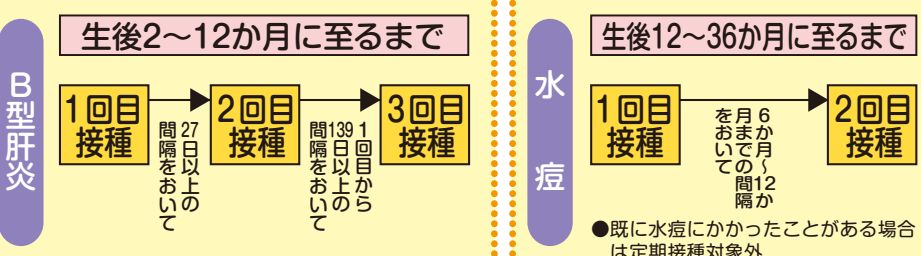 B型肝炎
生後2〜12か月に至るまで
1回目
接種
27日以上の
間隔をおいて
2回目
接種
1回目から
139日以上の
間隔をおいて
3回目
接種
水痘
生後12〜36か月に至るまで
1回目
接種
6か月〜12か
月までの間隔
をおいて
2回目
接種
●既に水痘にかかったことがある場合
は定期接種対象外